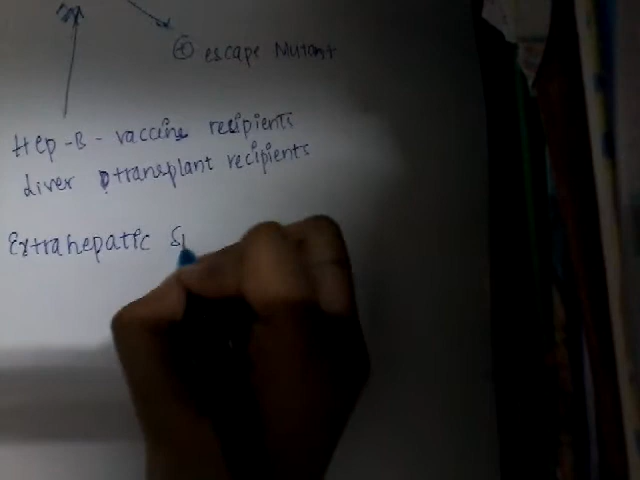 ⊕ escape Mutant
Hep-B- vaccine recipients
Liver transplant recipients
Extrahepatic